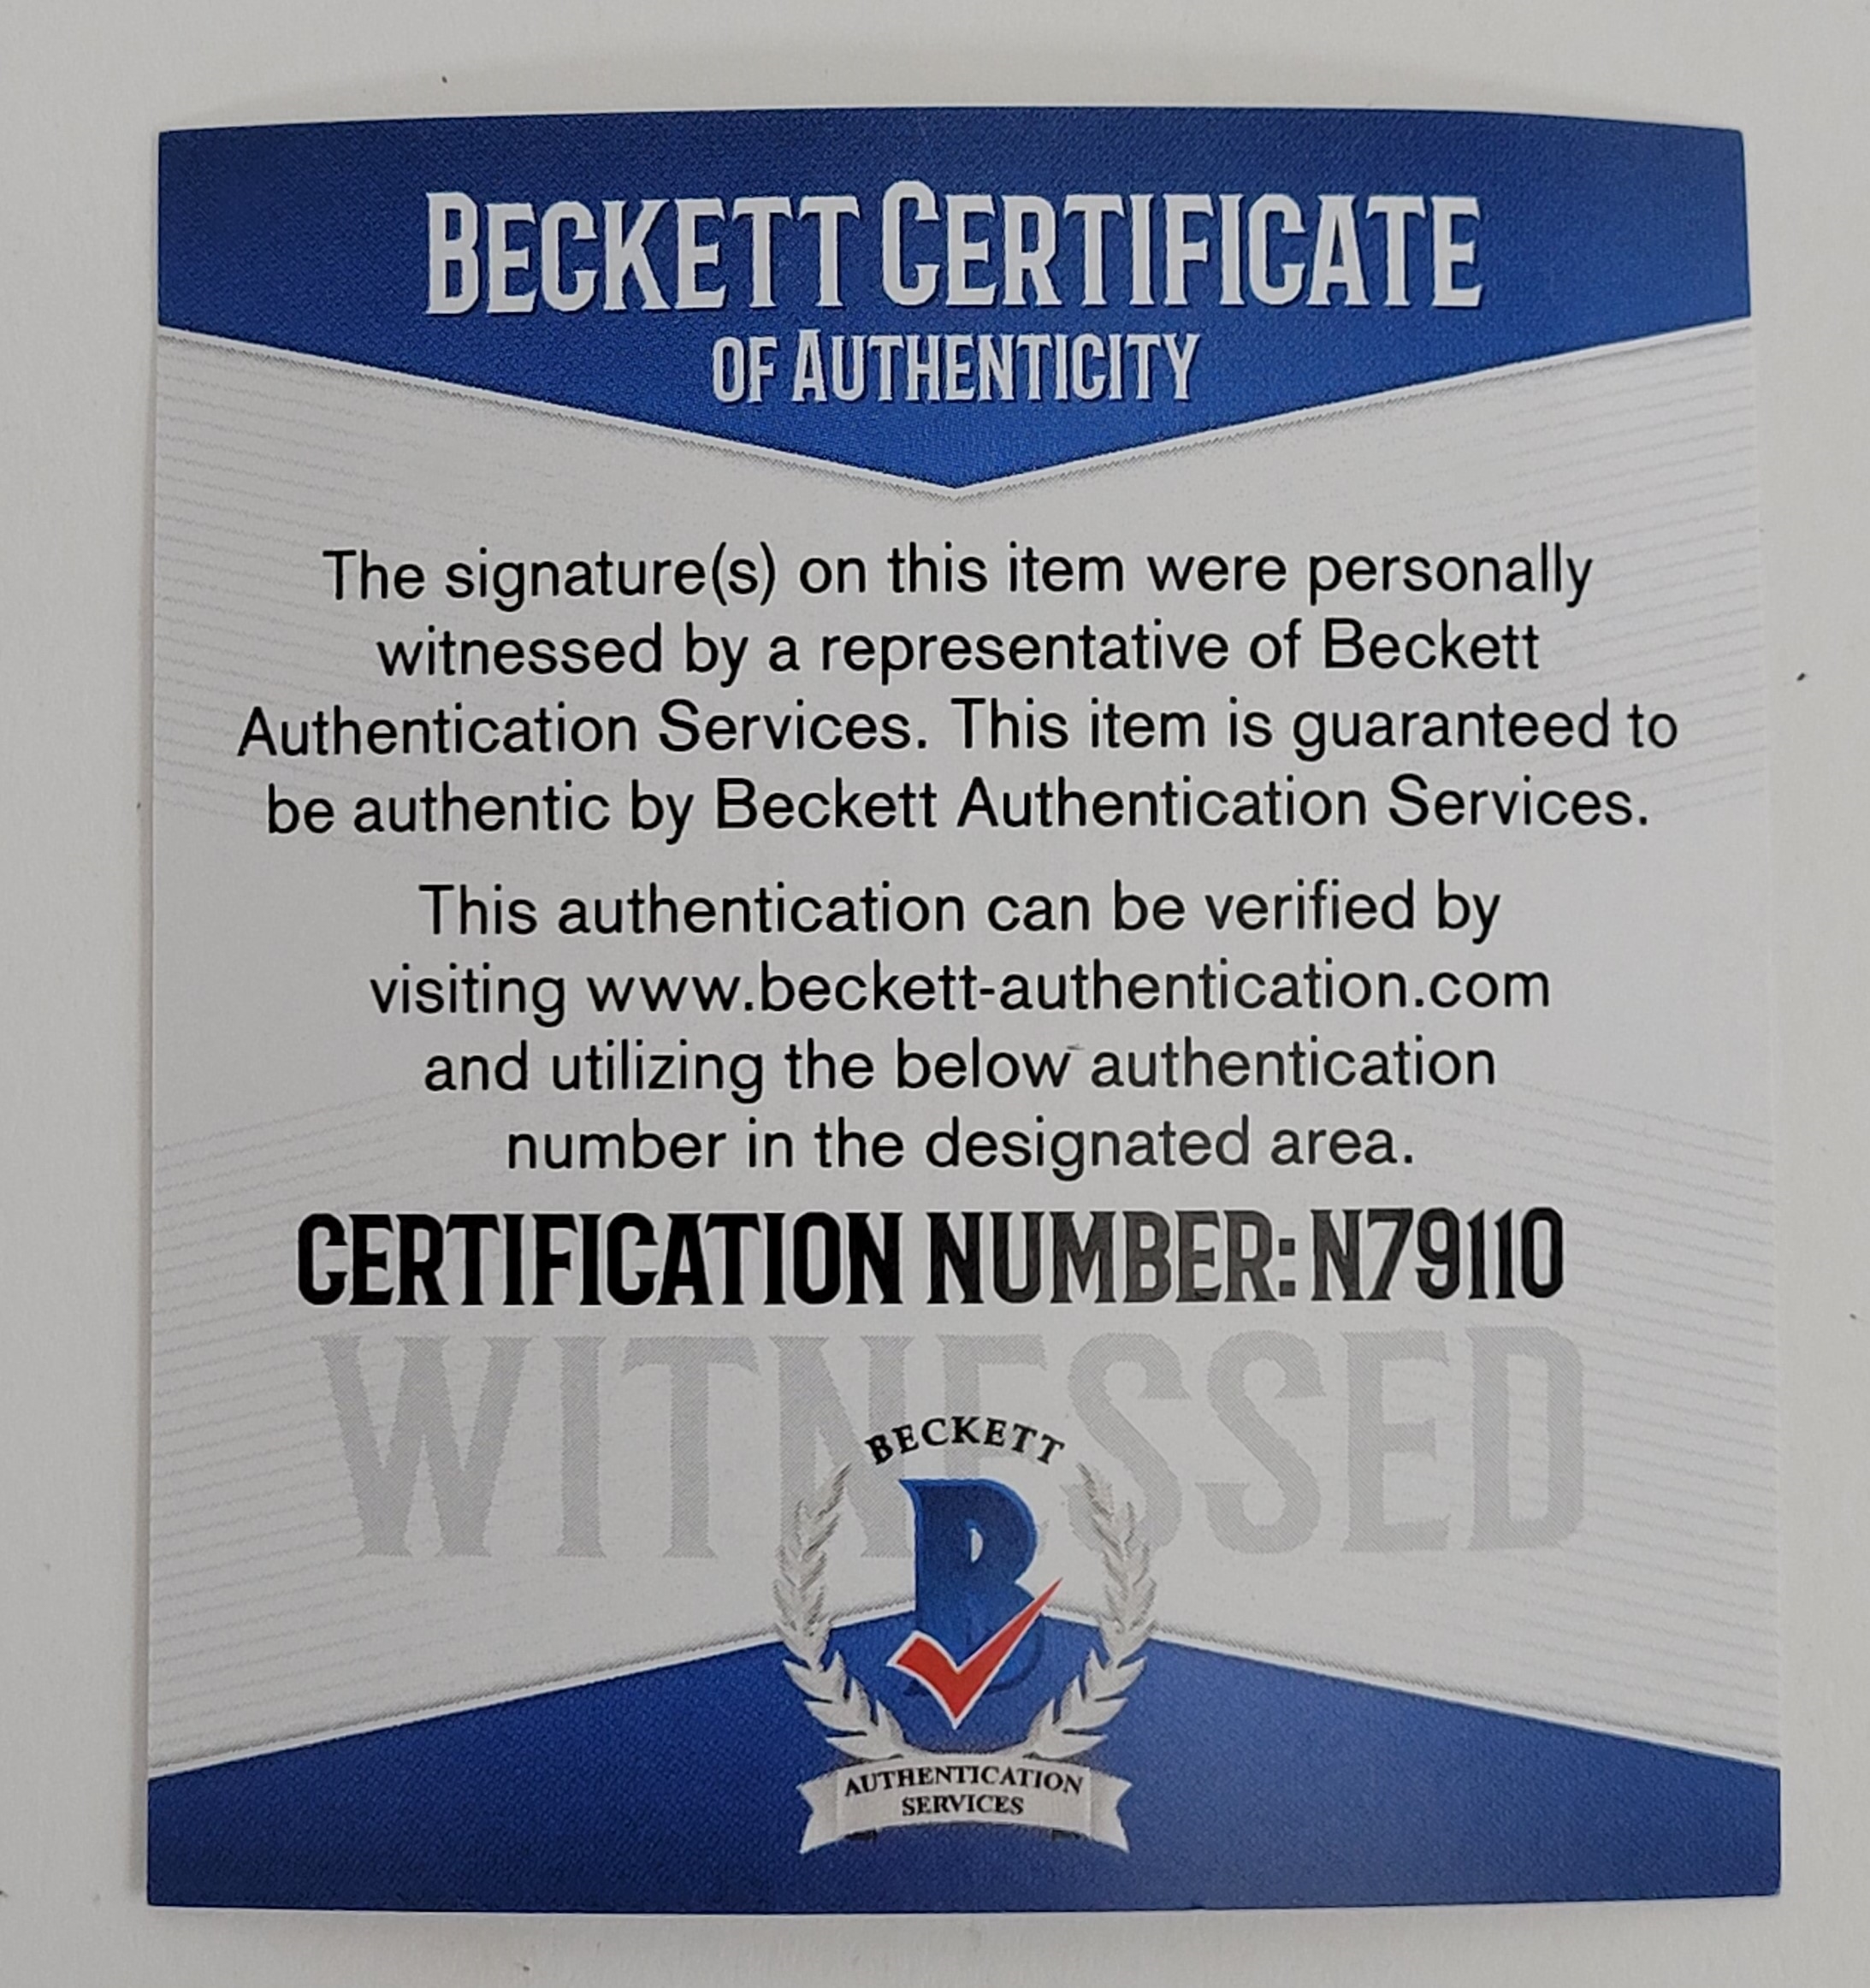 BECKETT CERTIFICATE
OF AUTHENTICITY
The signature(s) on this item were personally
witnessed by a representative of Beckett
Authentication Services. This item is guaranteed to
be authentic by Beckett Authentication Services.
This authentication can be verified by
visiting www.beckett-authentication.com
and utilizing the below authentication
number in the designated area.
CERTIFICATION NUMBER: N79110
WITNESSED
BECKETT
B
AUTHENTICATION
SERVICES